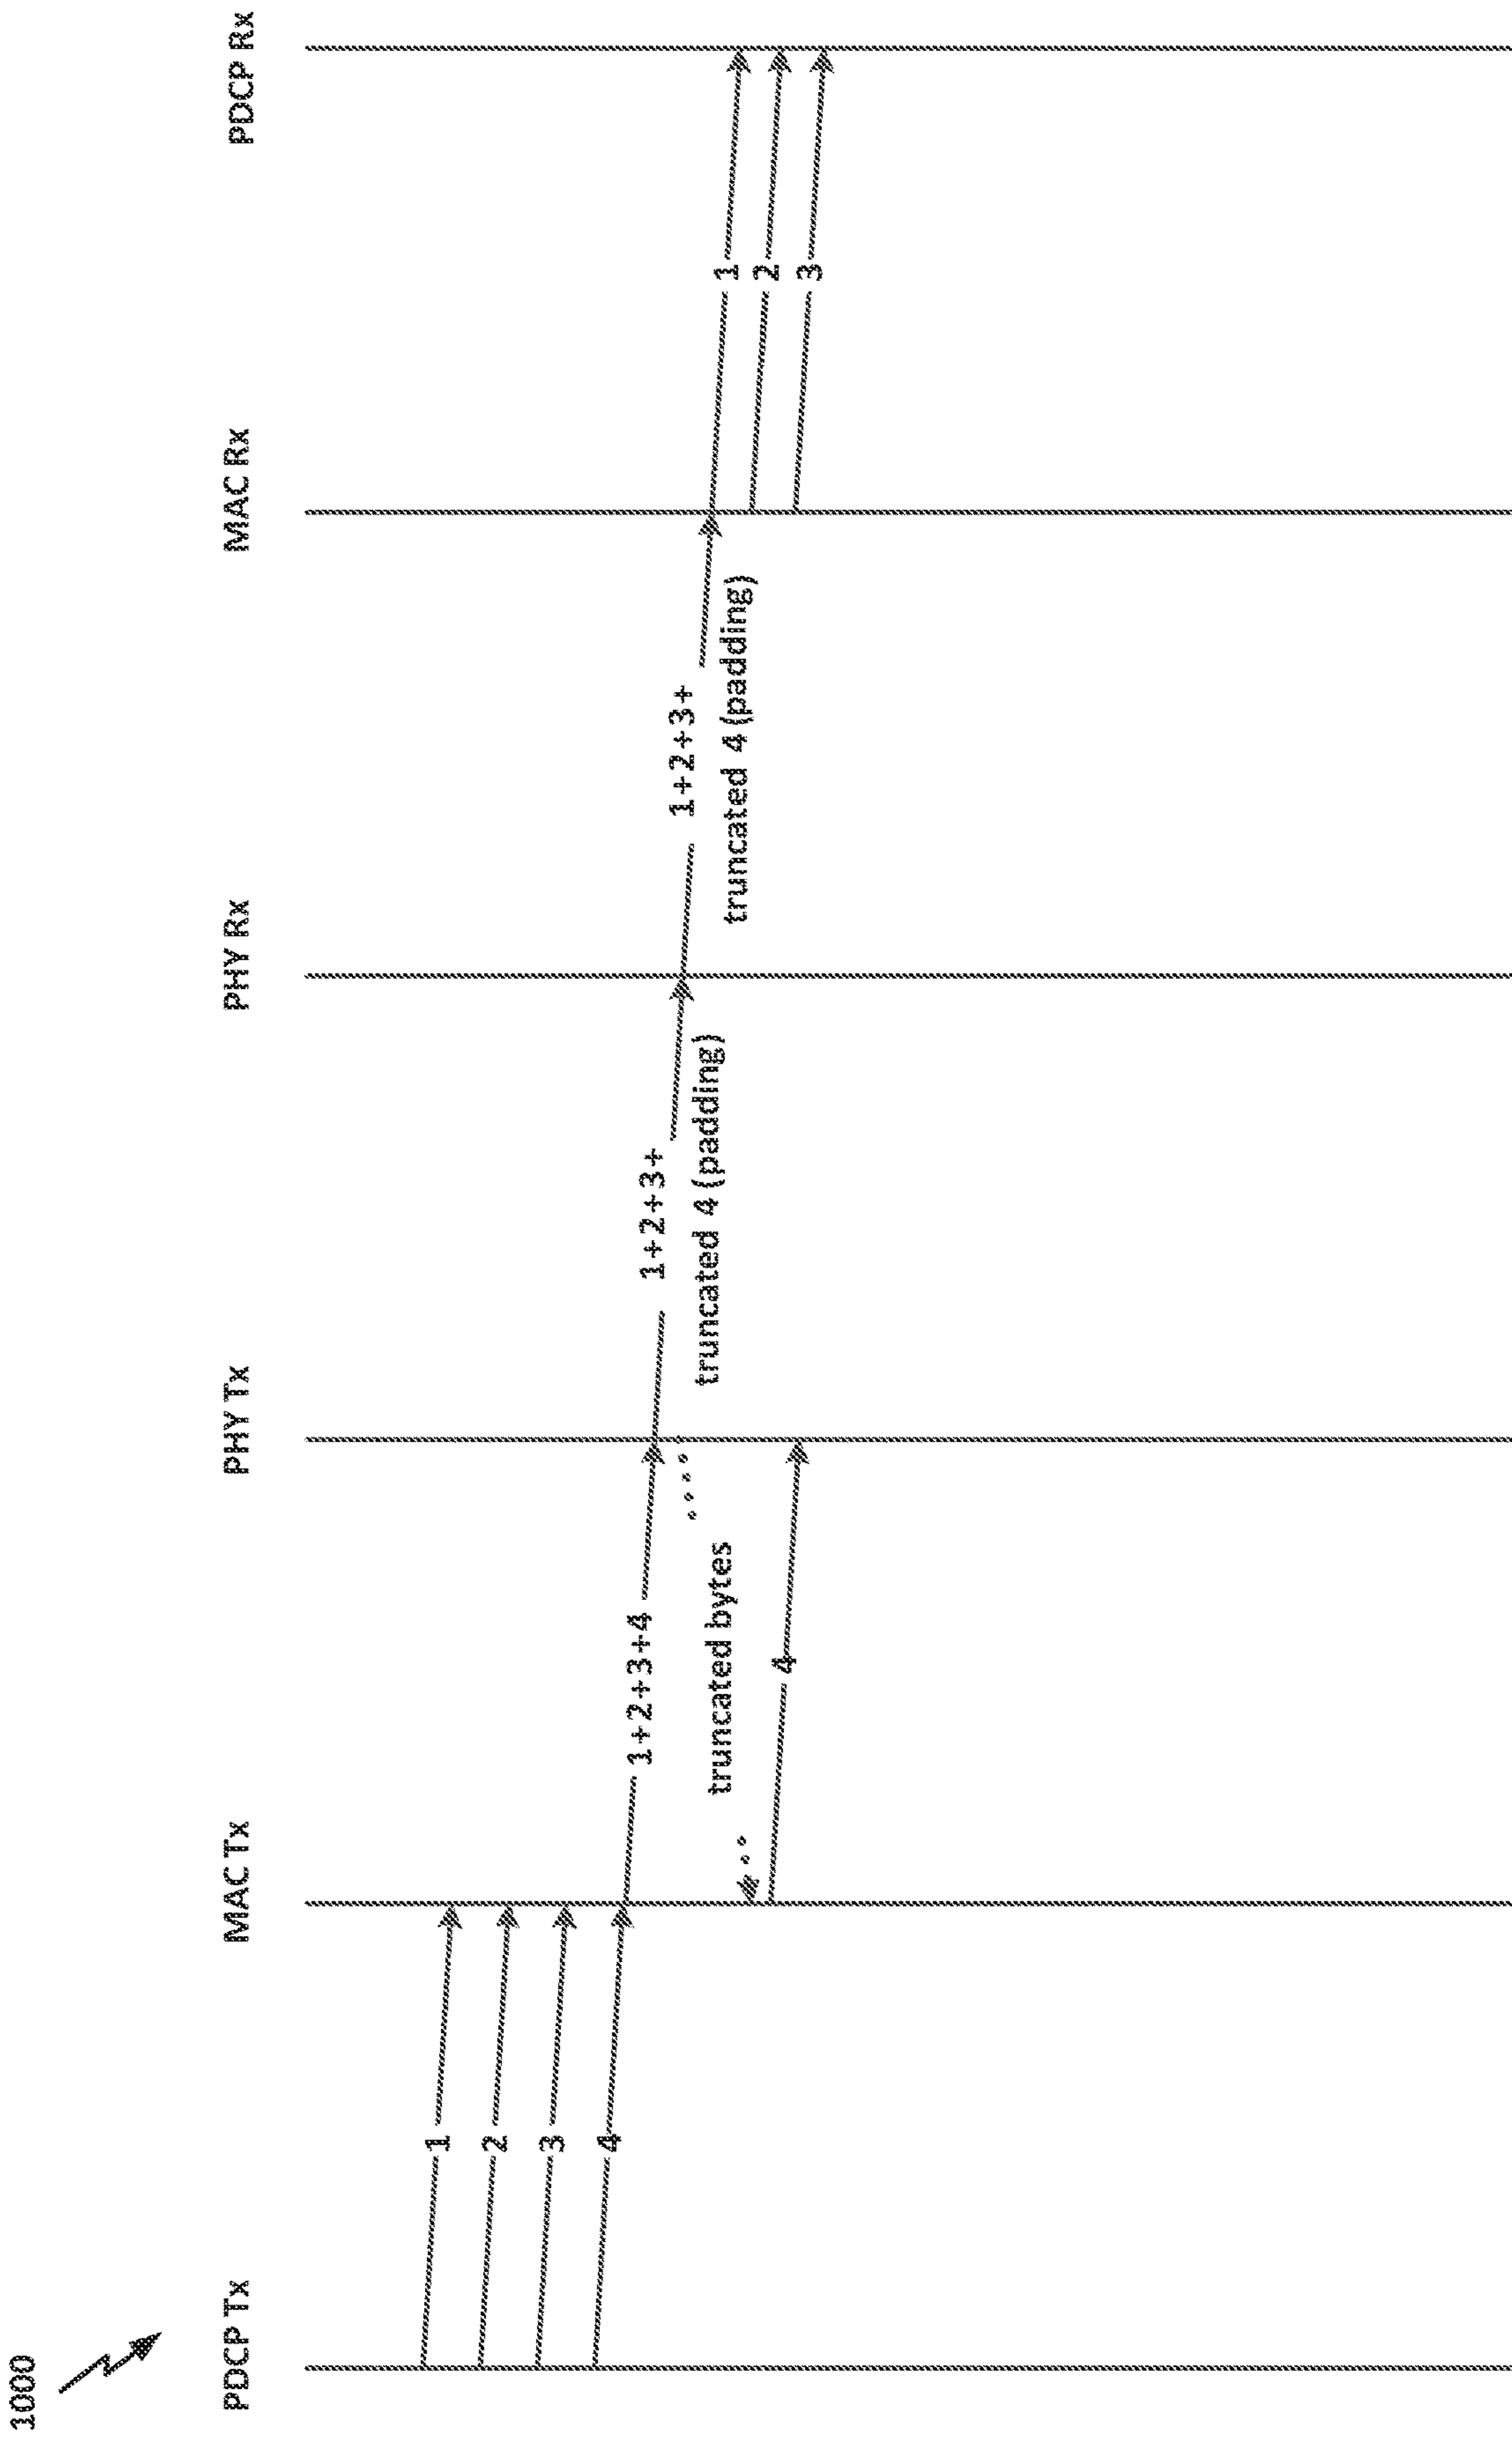 1000
PDCP Tx
MAC Tx
PHY Tx
PHY Rx
MAC Rx
PDCP Rx
1
2
3
4
1+2+3+4
truncated bytes
4
1+2+3+
truncated 4 (padding)
1+2+3+
truncated 4 (padding)
1
2
3